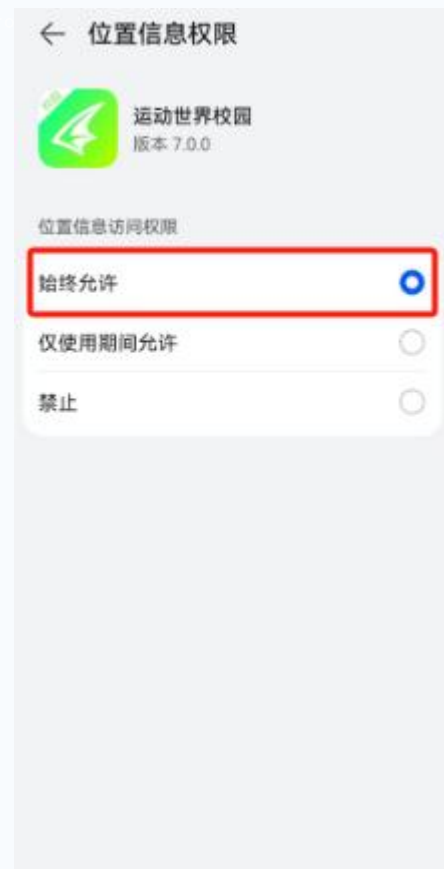 位置信息权限
运动世界校园
版本 7.0.0
位置信息访问权限
始终允许
仅使用期间允许
禁止